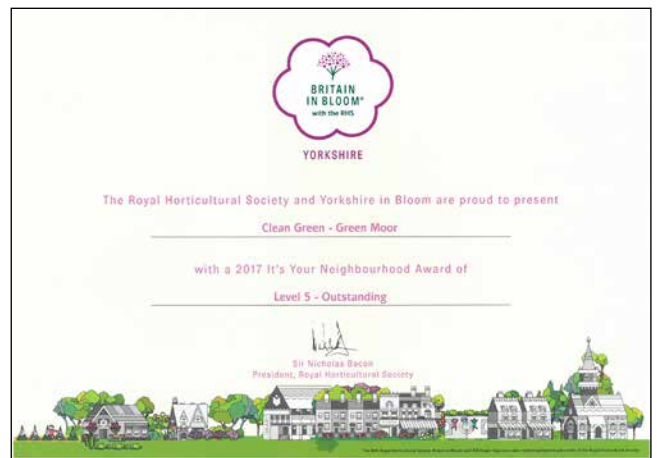 BRITAIN
IN BLOOM®
with the RHS
YORKSHIRE
The Royal Horticultural Society and Yorkshire in Bloom are proud to present
Clean Green - Green Moor
with a 2017 It's Your Neighbourhood Award of
Level 5 - Outstanding
Sir Nicholas Bacon
President, Royal Horticultural Society